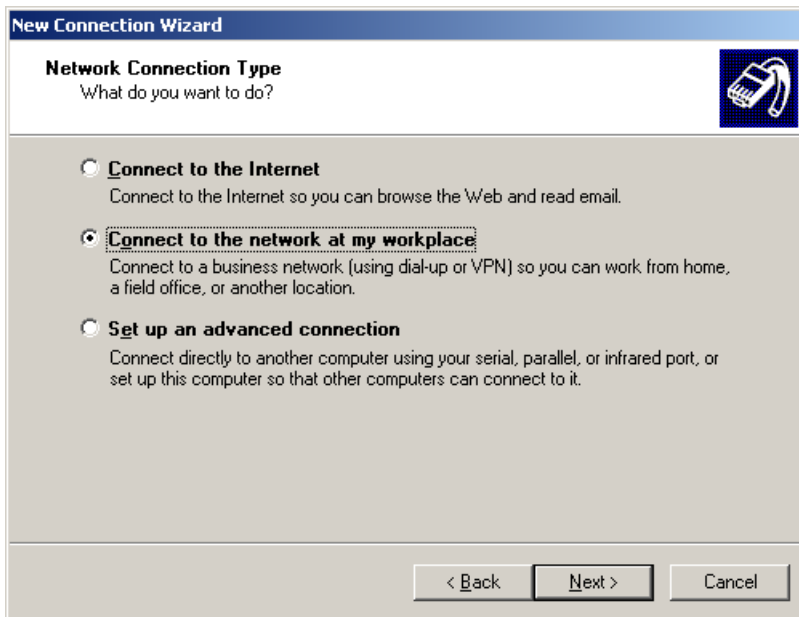 New Connection Wizard
Network Connection Type
What do you want to do?
Connect to the Internet
Connect to the Internet so you can browse the Web and read email.
Connect to the network at my workplace
Connect to a business network (using dial-up or VPN) so you can work from home,
a field office, or another location.
Set up an advanced connection
Connect directly to another computer using your serial, parallel, or infrared port, or
set up this computer so that other computers can connect to it.
< Back Next > Cancel